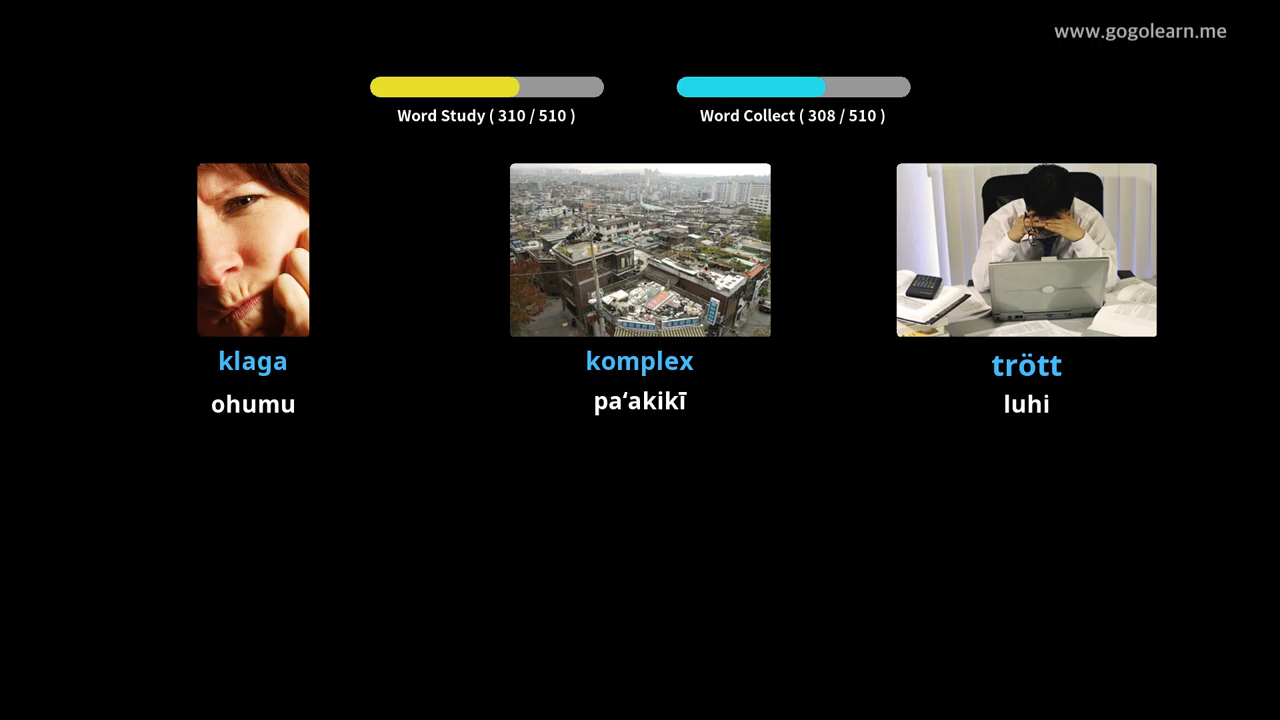 www.gogolearn.me
Word Study ( 310 / 510 )
Word Collect ( 308 / 510 )
klaga
komplex
trött
ohumu
paʻakikī
luhi